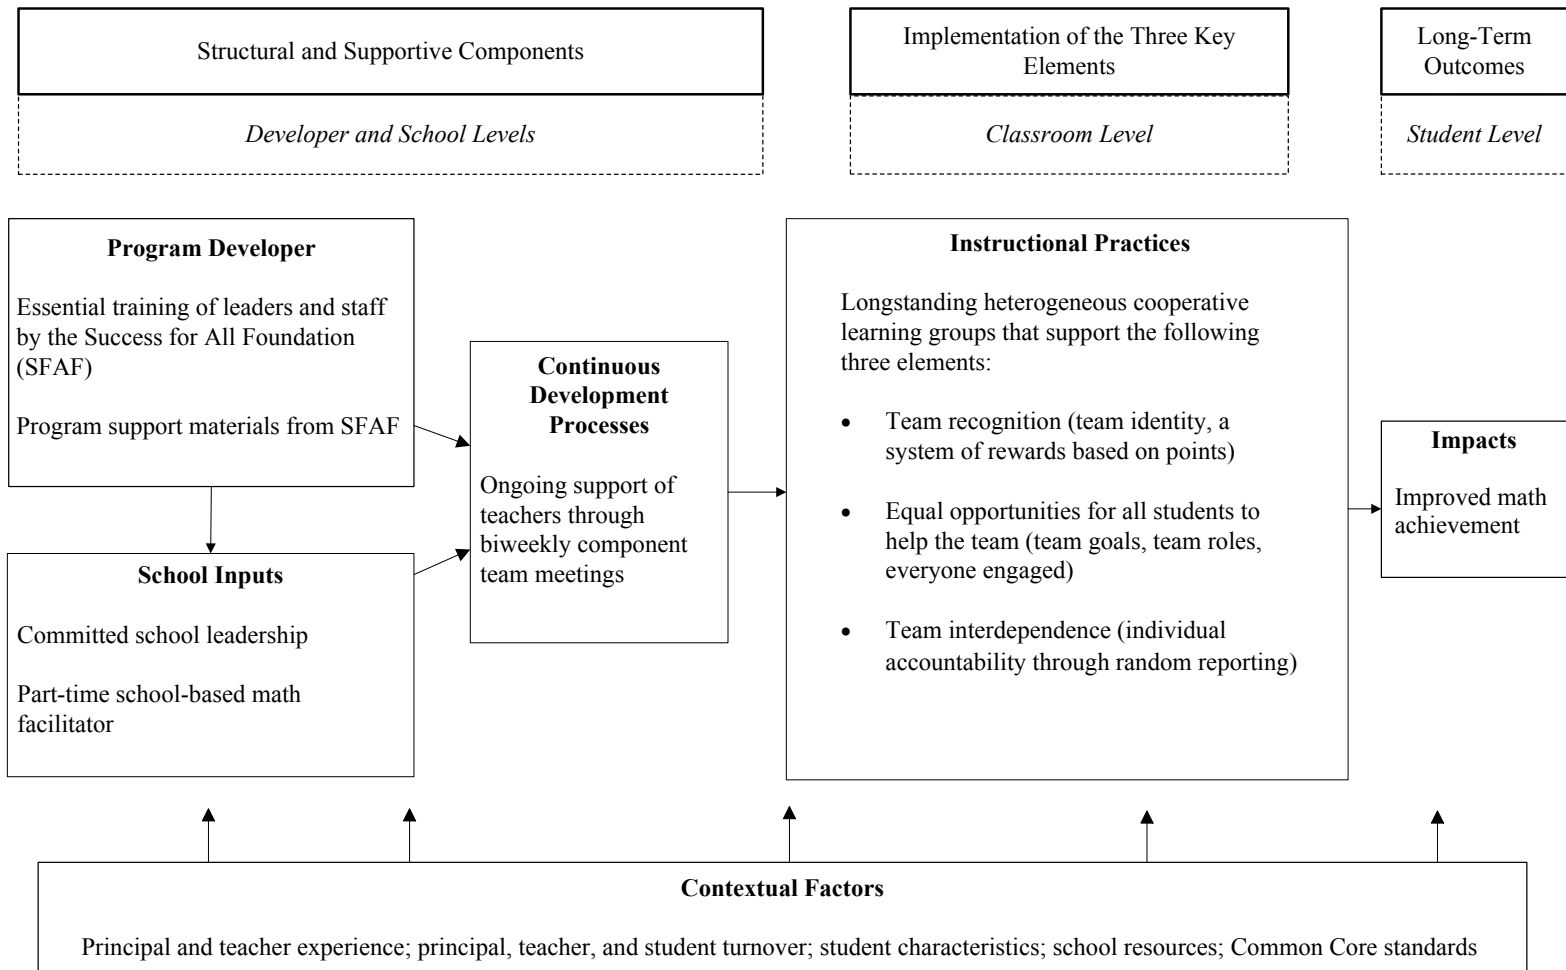 Structural and Supportive Components
Developer and School Levels
Implementation of the Three Key
Elements
Classroom Level
Long-Term
Outcomes
Student Level
Program Developer
Essential training of leaders and staff
by the Success for All Foundation
(SFAF)
Program support materials from SFAF
School Inputs
Committed school leadership
Part-time school-based math
facilitator
Continuous
Development
Processes
Ongoing support of
teachers through
biweekly component
team meetings
Instructional Practices
Longstanding heterogeneous cooperative
learning groups that support the following
three elements:
• Team recognition (team identity, a
system of rewards based on points)
• Equal opportunities for all students to
help the team (team goals, team roles,
everyone engaged)
• Team interdependence (individual
accountability through random reporting)
Impacts
Improved math
achievement
Contextual Factors
Principal and teacher experience; principal, teacher, and student turnover; student characteristics; school resources; Common Core standards